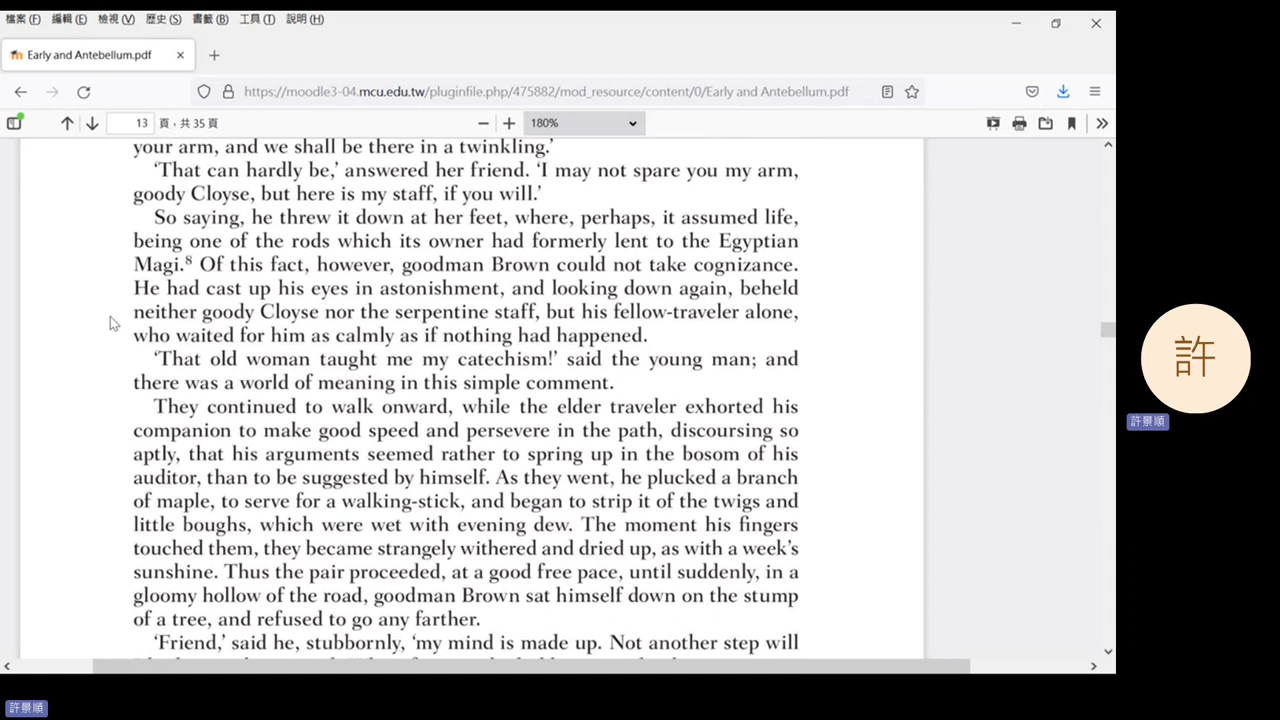 檔案 (F) 編輯 (E) 檢視 (V) 歷史 (S) 書籤 (B) 工具 (T) 說明 (H)
Early and Antebellum.pdf
https://moodle3-04.mcu.edu.tw/pluginfile.php/475882/mod_resource/content/0/Early and Antebellum.pdf
13 頁，共 35 頁 180%
your arm, and we shall be there in a twinkling.’
‘That can hardly be,’ answered her friend. ‘I may not spare you my arm,
goody Cloyse, but here is my staff, if you will.’
So saying, he threw it down at her feet, where, perhaps, it assumed life,
being one of the rods which its owner had formerly lent to the Egyptian
Magi.⁸ Of this fact, however, goodman Brown could not take cognizance.
He had cast up his eyes in astonishment, and looking down again, beheld
neither goody Cloyse nor the serpentine staff, but his fellow-traveler alone,
who waited for him as calmly as if nothing had happened.
‘That old woman taught me my catechism!’ said the young man; and
there was a world of meaning in this simple comment.
They continued to walk onward, while the elder traveler exhorted his
companion to make good speed and persevere in the path, discoursing so
aptly, that his arguments seemed rather to spring up in the bosom of his
auditor, than to be suggested by himself. As they went, he plucked a branch
of maple, to serve for a walking-stick, and began to strip it of the twigs and
little boughs, which were wet with evening dew. The moment his fingers
touched them, they became strangely withered and dried up, as with a week’s
sunshine. Thus the pair proceeded, at a good free pace, until suddenly, in a
gloomy hollow of the road, goodman Brown sat himself down on the stump
of a tree, and refused to go any farther.
‘Friend,’ said he, stubbornly, ‘my mind is made up. Not another step will
許
許景順
許景順